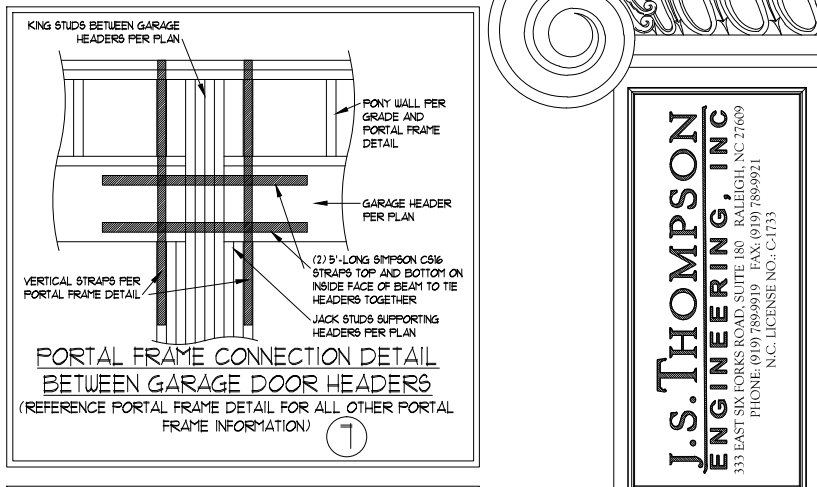 KING STUDS BETWEEN GARAGE
HEADERS PER PLAN
PONY WALL PER
GRADE AND
PORTAL FRAME
DETAIL
GARAGE HEADER
PER PLAN
(2) 5'-LONG SIMPSON CS16
STRAPS TOP AND BOTTOM ON
INSIDE FACE OF BEAM TO TIE
HEADERS TOGETHER
VERTICAL STRAPS PER
PORTAL FRAME DETAIL
JACK STUDS SUPPORTING
HEADERS PER PLAN
PORTAL FRAME CONNECTION DETAIL
BETWEEN GARAGE DOOR HEADERS
(REFERENCE PORTAL FRAME DETAIL FOR ALL OTHER PORTAL
FRAME INFORMATION)
7
J.S. THOMPSON
ENGINEERING, INC
333 EAST SIX FORKS ROAD, SUITE 180 RALEIGH, NC 27609
PHONE: (919) 789-9919 FAX: (919) 789-9921
N.C. LICENSE NO.: C-1733